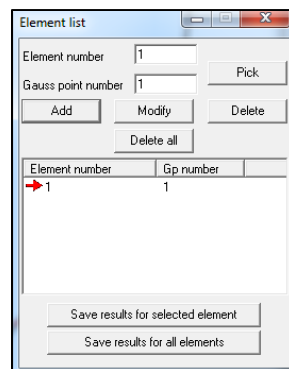 Element list
Element number 1
Gauss point number 1
Pick
Add Modify Delete
Delete all
Element number Gp number
1 1
Save results for selected element
Save results for all elements